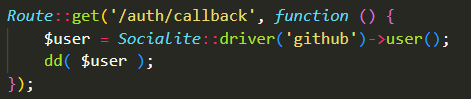 Route::get('/auth/callback', function () {
    $user = Socialite::driver('github')->user();
    dd( $user );
});